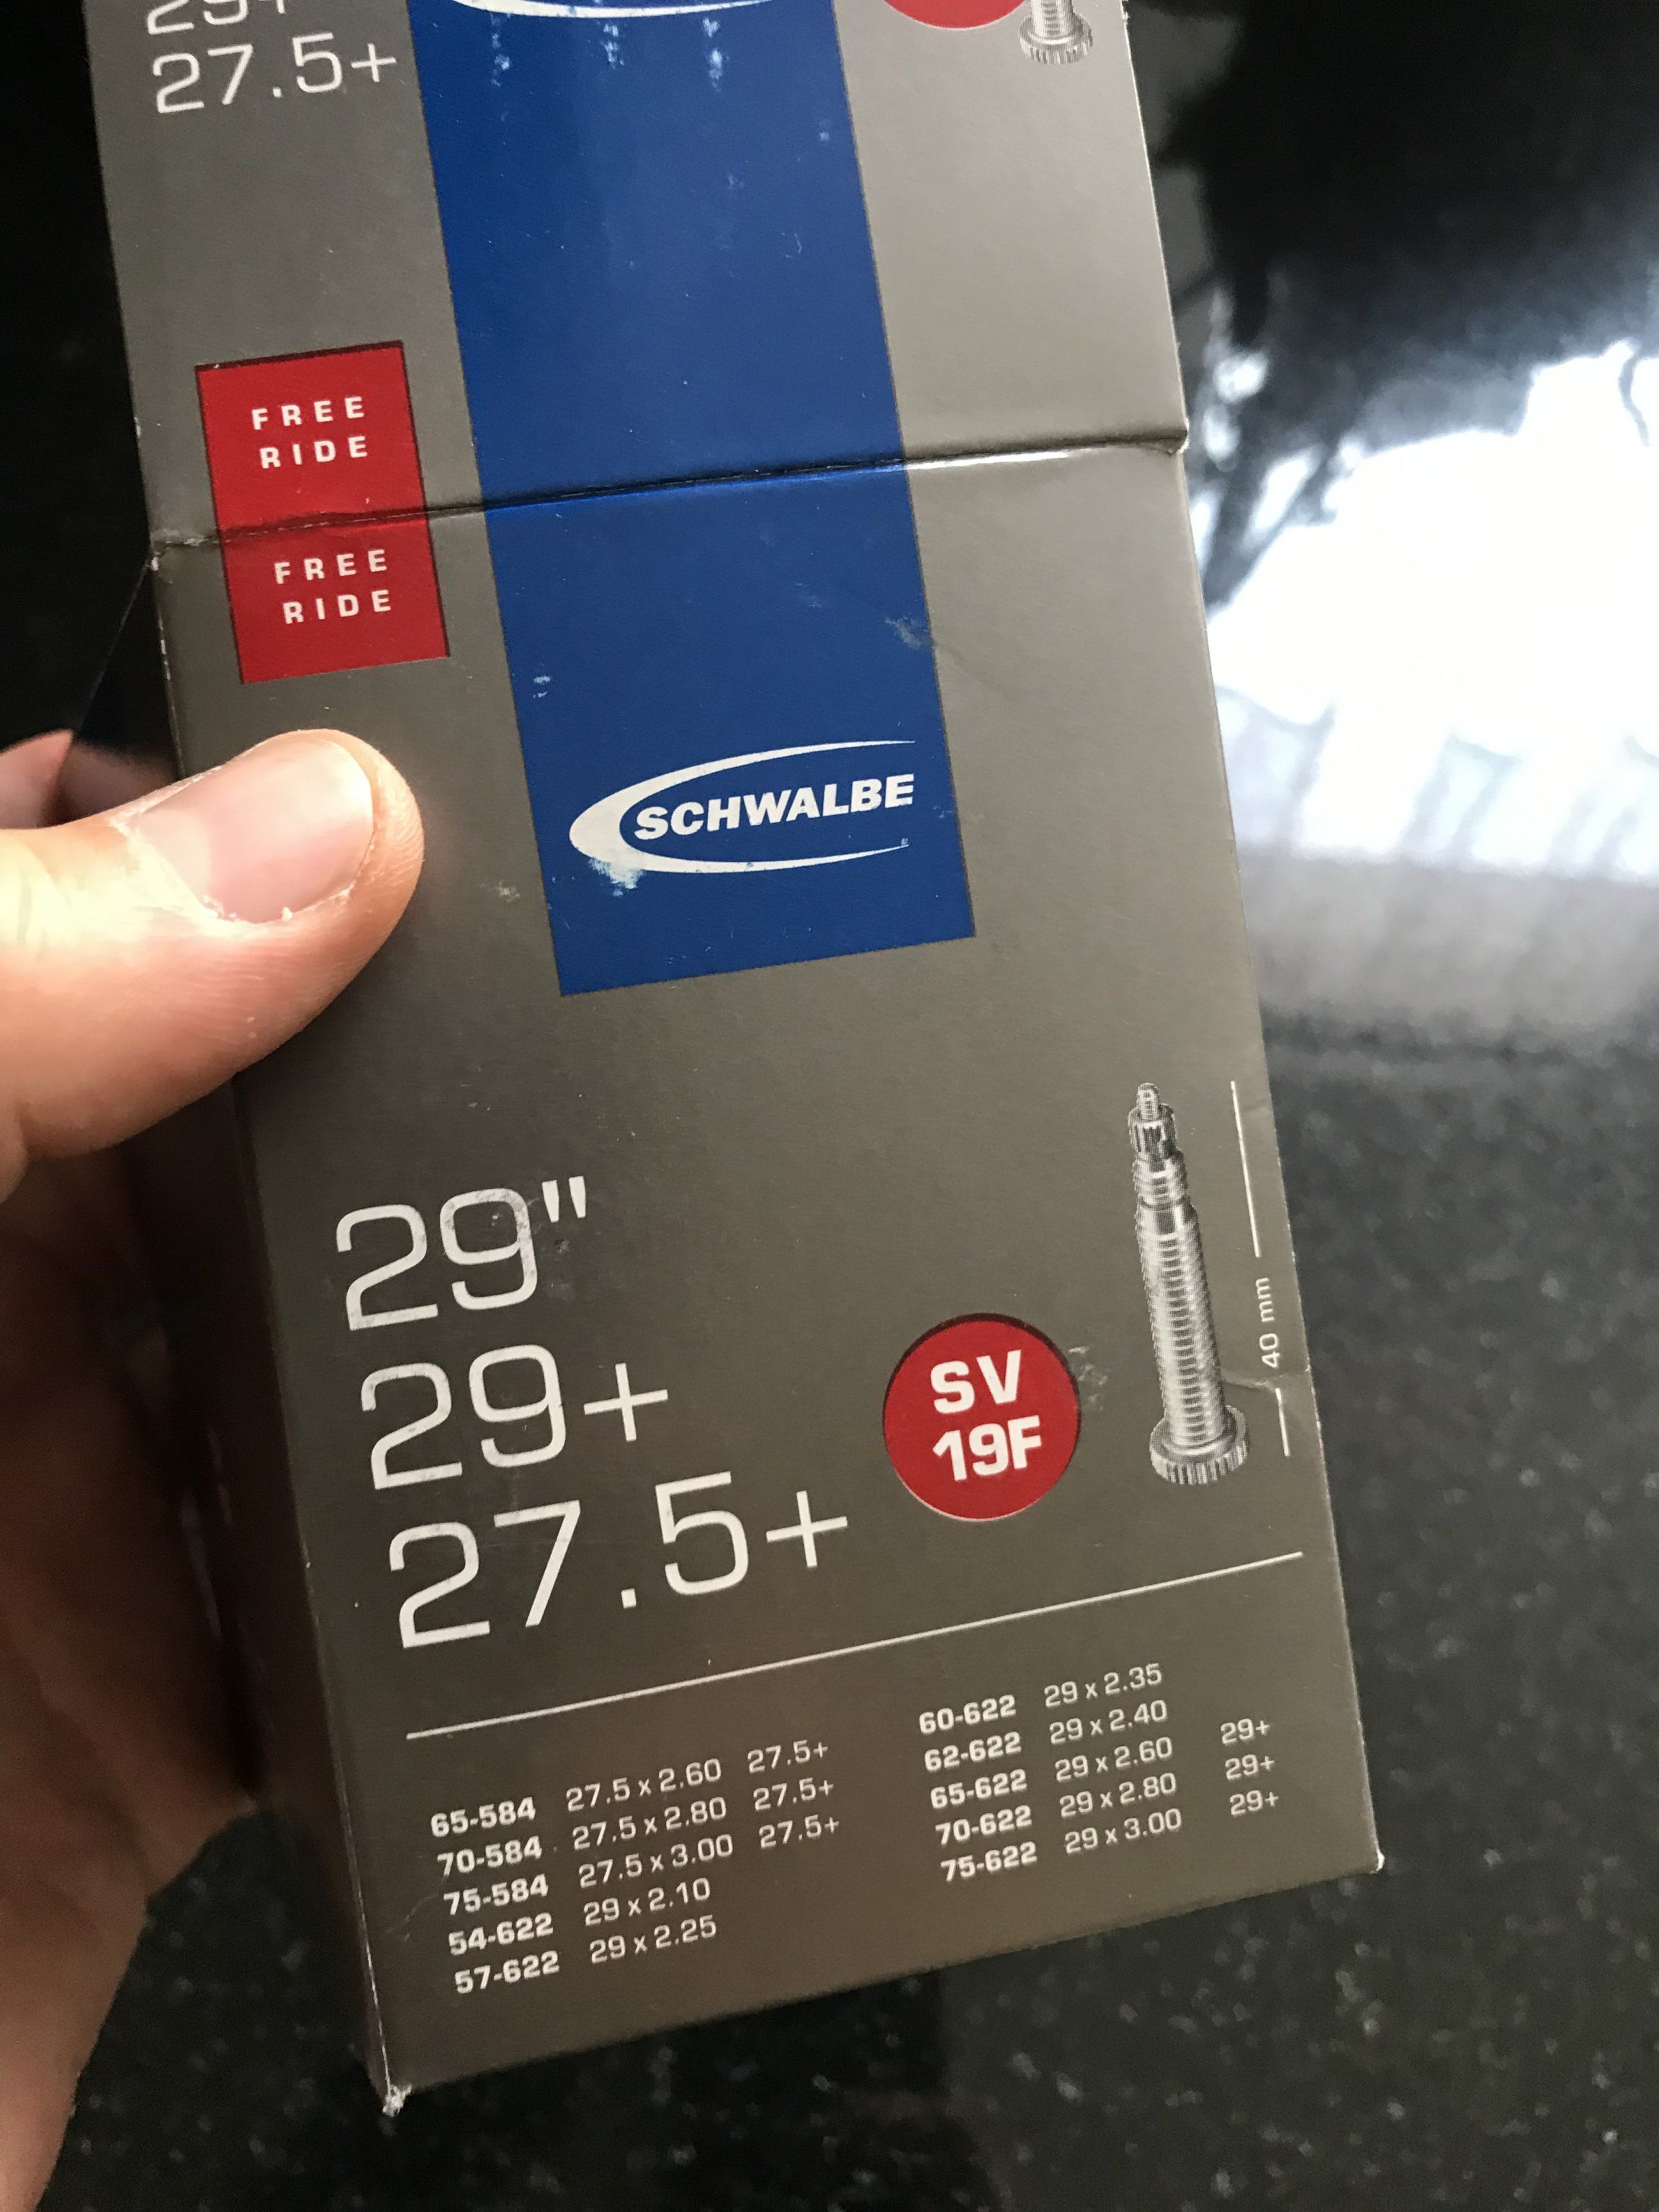 27.5+
FREE
RIDE
FREE
RIDE
SCHWALBE
29"
29+
27.5+
SV
19F
40 mm
65-584 27.5 x 2.60 27.5+
70-584 27.5 x 2.80 27.5+
75-584 27.5 x 3.00 27.5+
54-622 29 x 2.10
57-622 29 x 2.25
60-622 29 x 2.35
62-622 29 x 2.40
65-622 29 x 2.60 29+
70-622 29 x 2.80 29+
75-622 29 x 3.00 29+